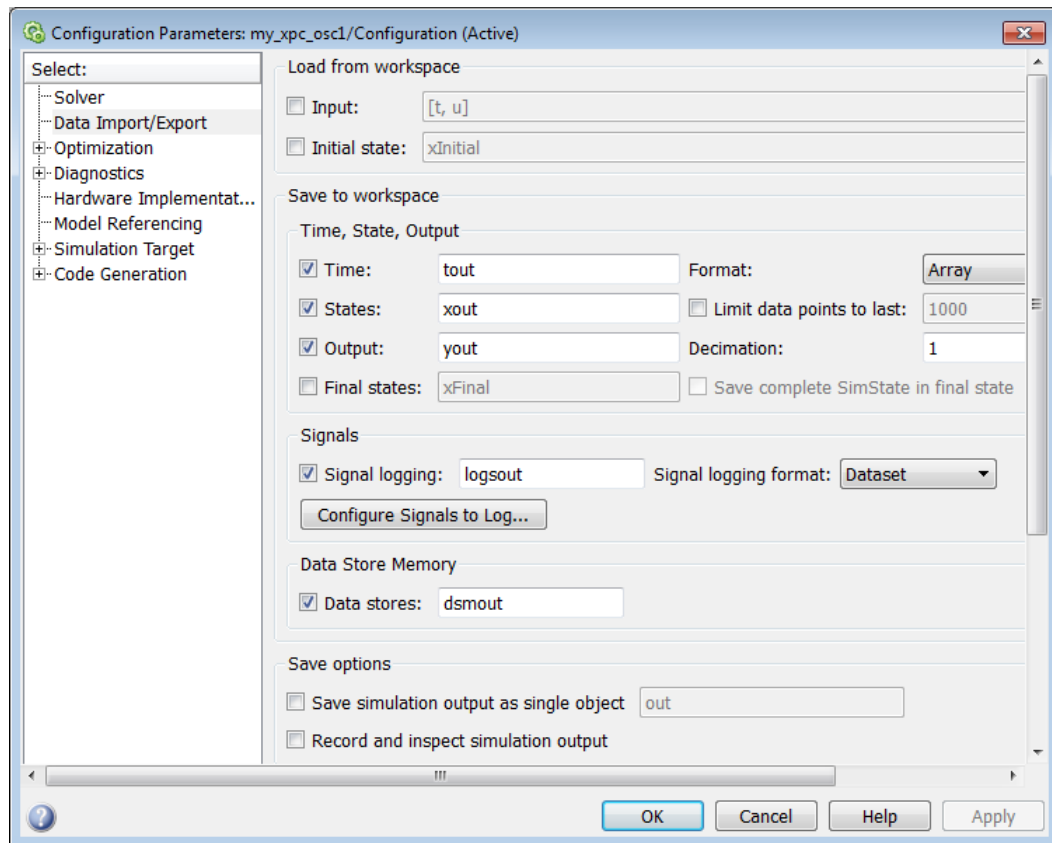 Configuration Parameters: my_xpc_osc1/Configuration (Active)
Select:
Solver
Data Import/Export
Optimization
Diagnostics
Hardware Implementat...
Model Referencing
Simulation Target
Code Generation
Load from workspace
Input: [t, u]
Initial state: xInitial
Save to workspace
Time, State, Output
Time: tout Format: Array
States: xout Limit data points to last: 1000
Output: yout Decimation: 1
Final states: xFinal Save complete SimState in final state
Signals
Signal logging: logsout Signal logging format: Dataset
Configure Signals to Log...
Data Store Memory
Data stores: dsmout
Save options
Save simulation output as single object out
Record and inspect simulation output
OK Cancel Help Apply